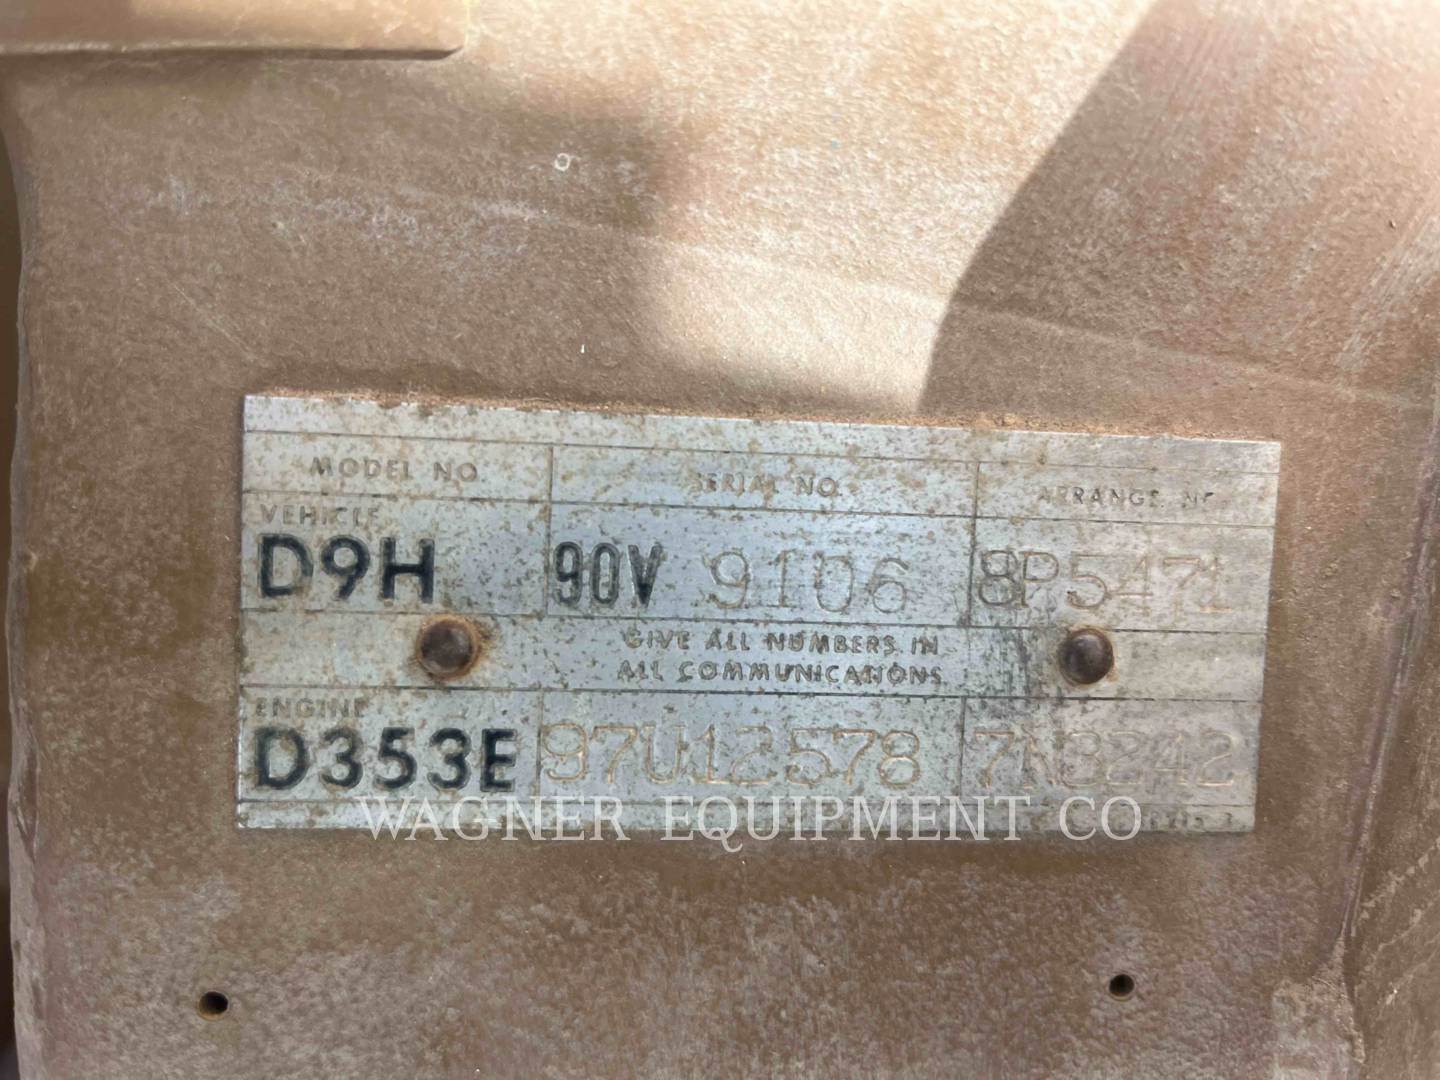 MODEL NO. SERIAL NO. ARRANGE. NO.
VEHICLE
D9H 90V 9106 8P5471
GIVE ALL NUMBERS IN
ALL COMMUNICATIONS
ENGINE
D353E 97U12578 7N3242
WAGNER EQUIPMENT CO